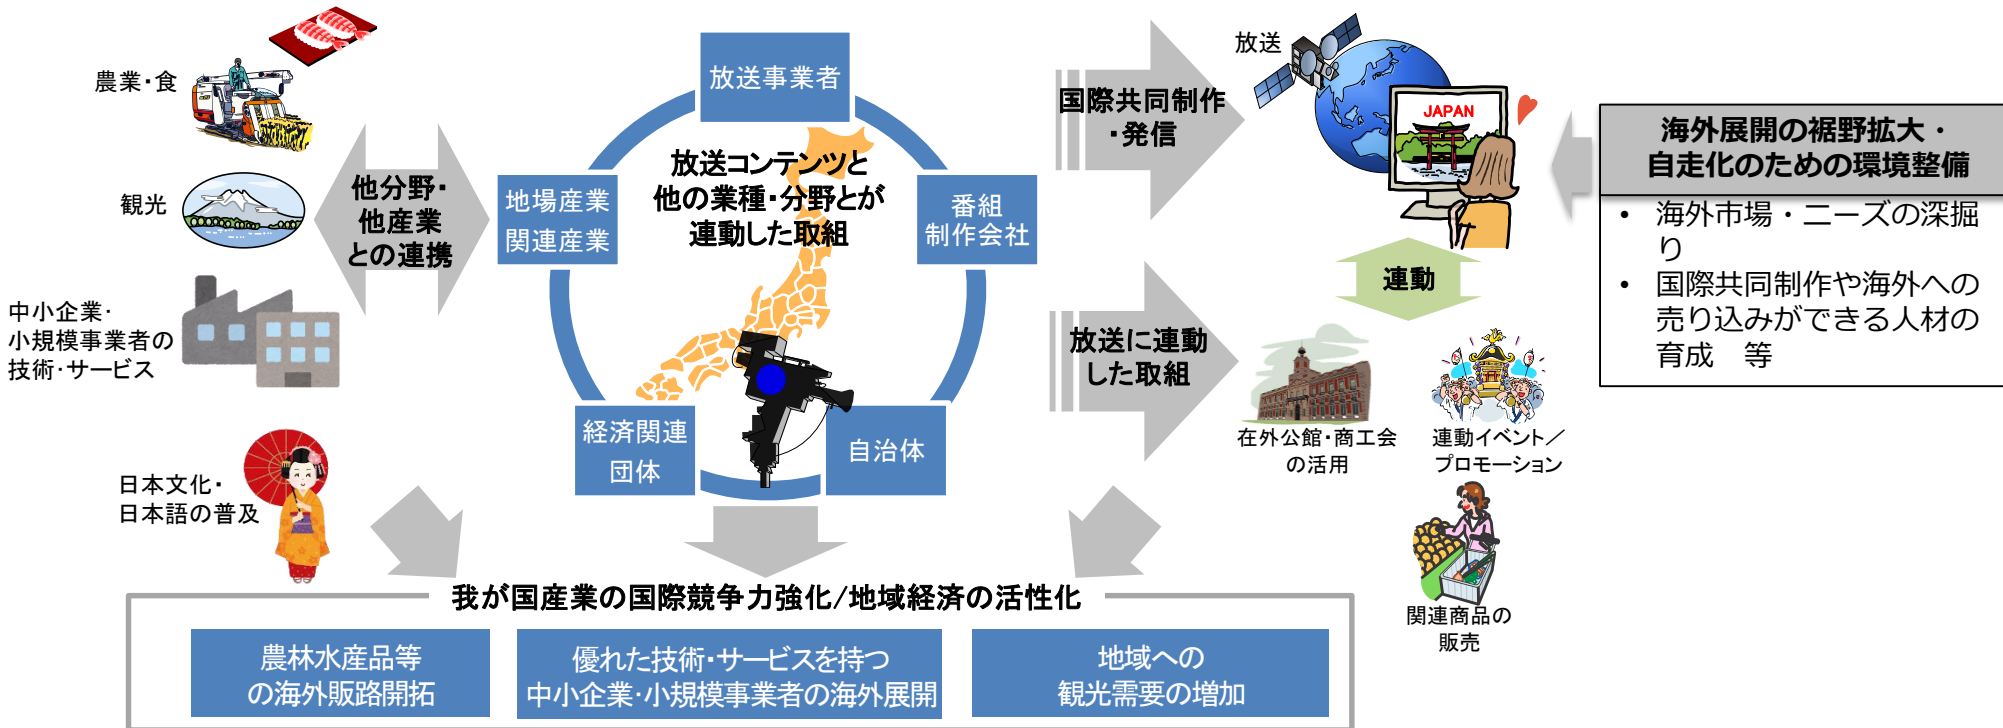 農業・食
観光
中小企業・
小規模事業者の
技術・サービス
日本文化・
日本語の普及
他分野・
他産業
との連携
放送事業者
地場産業
関連産業
放送コンテンツと
他の業種・分野とが
連動した取組
番組
制作会社
経済関連
団体
自治体
国際共同制作
・発信
放送に連動
した取組
放送
JAPAN
連動
在外公館・商工会
の活用
連動イベント／
プロモーション
関連商品の
販売
海外展開の裾野拡大・
自走化のための環境整備
• 海外市場・ニーズの深掘
り
• 国際共同制作や海外への
売り込みができる人材の
育成　等
我が国産業の国際競争力強化/地域経済の活性化
農林水産品等
の海外販路開拓
優れた技術・サービスを持つ
中小企業・小規模事業者の海外展開
地域への
観光需要の増加